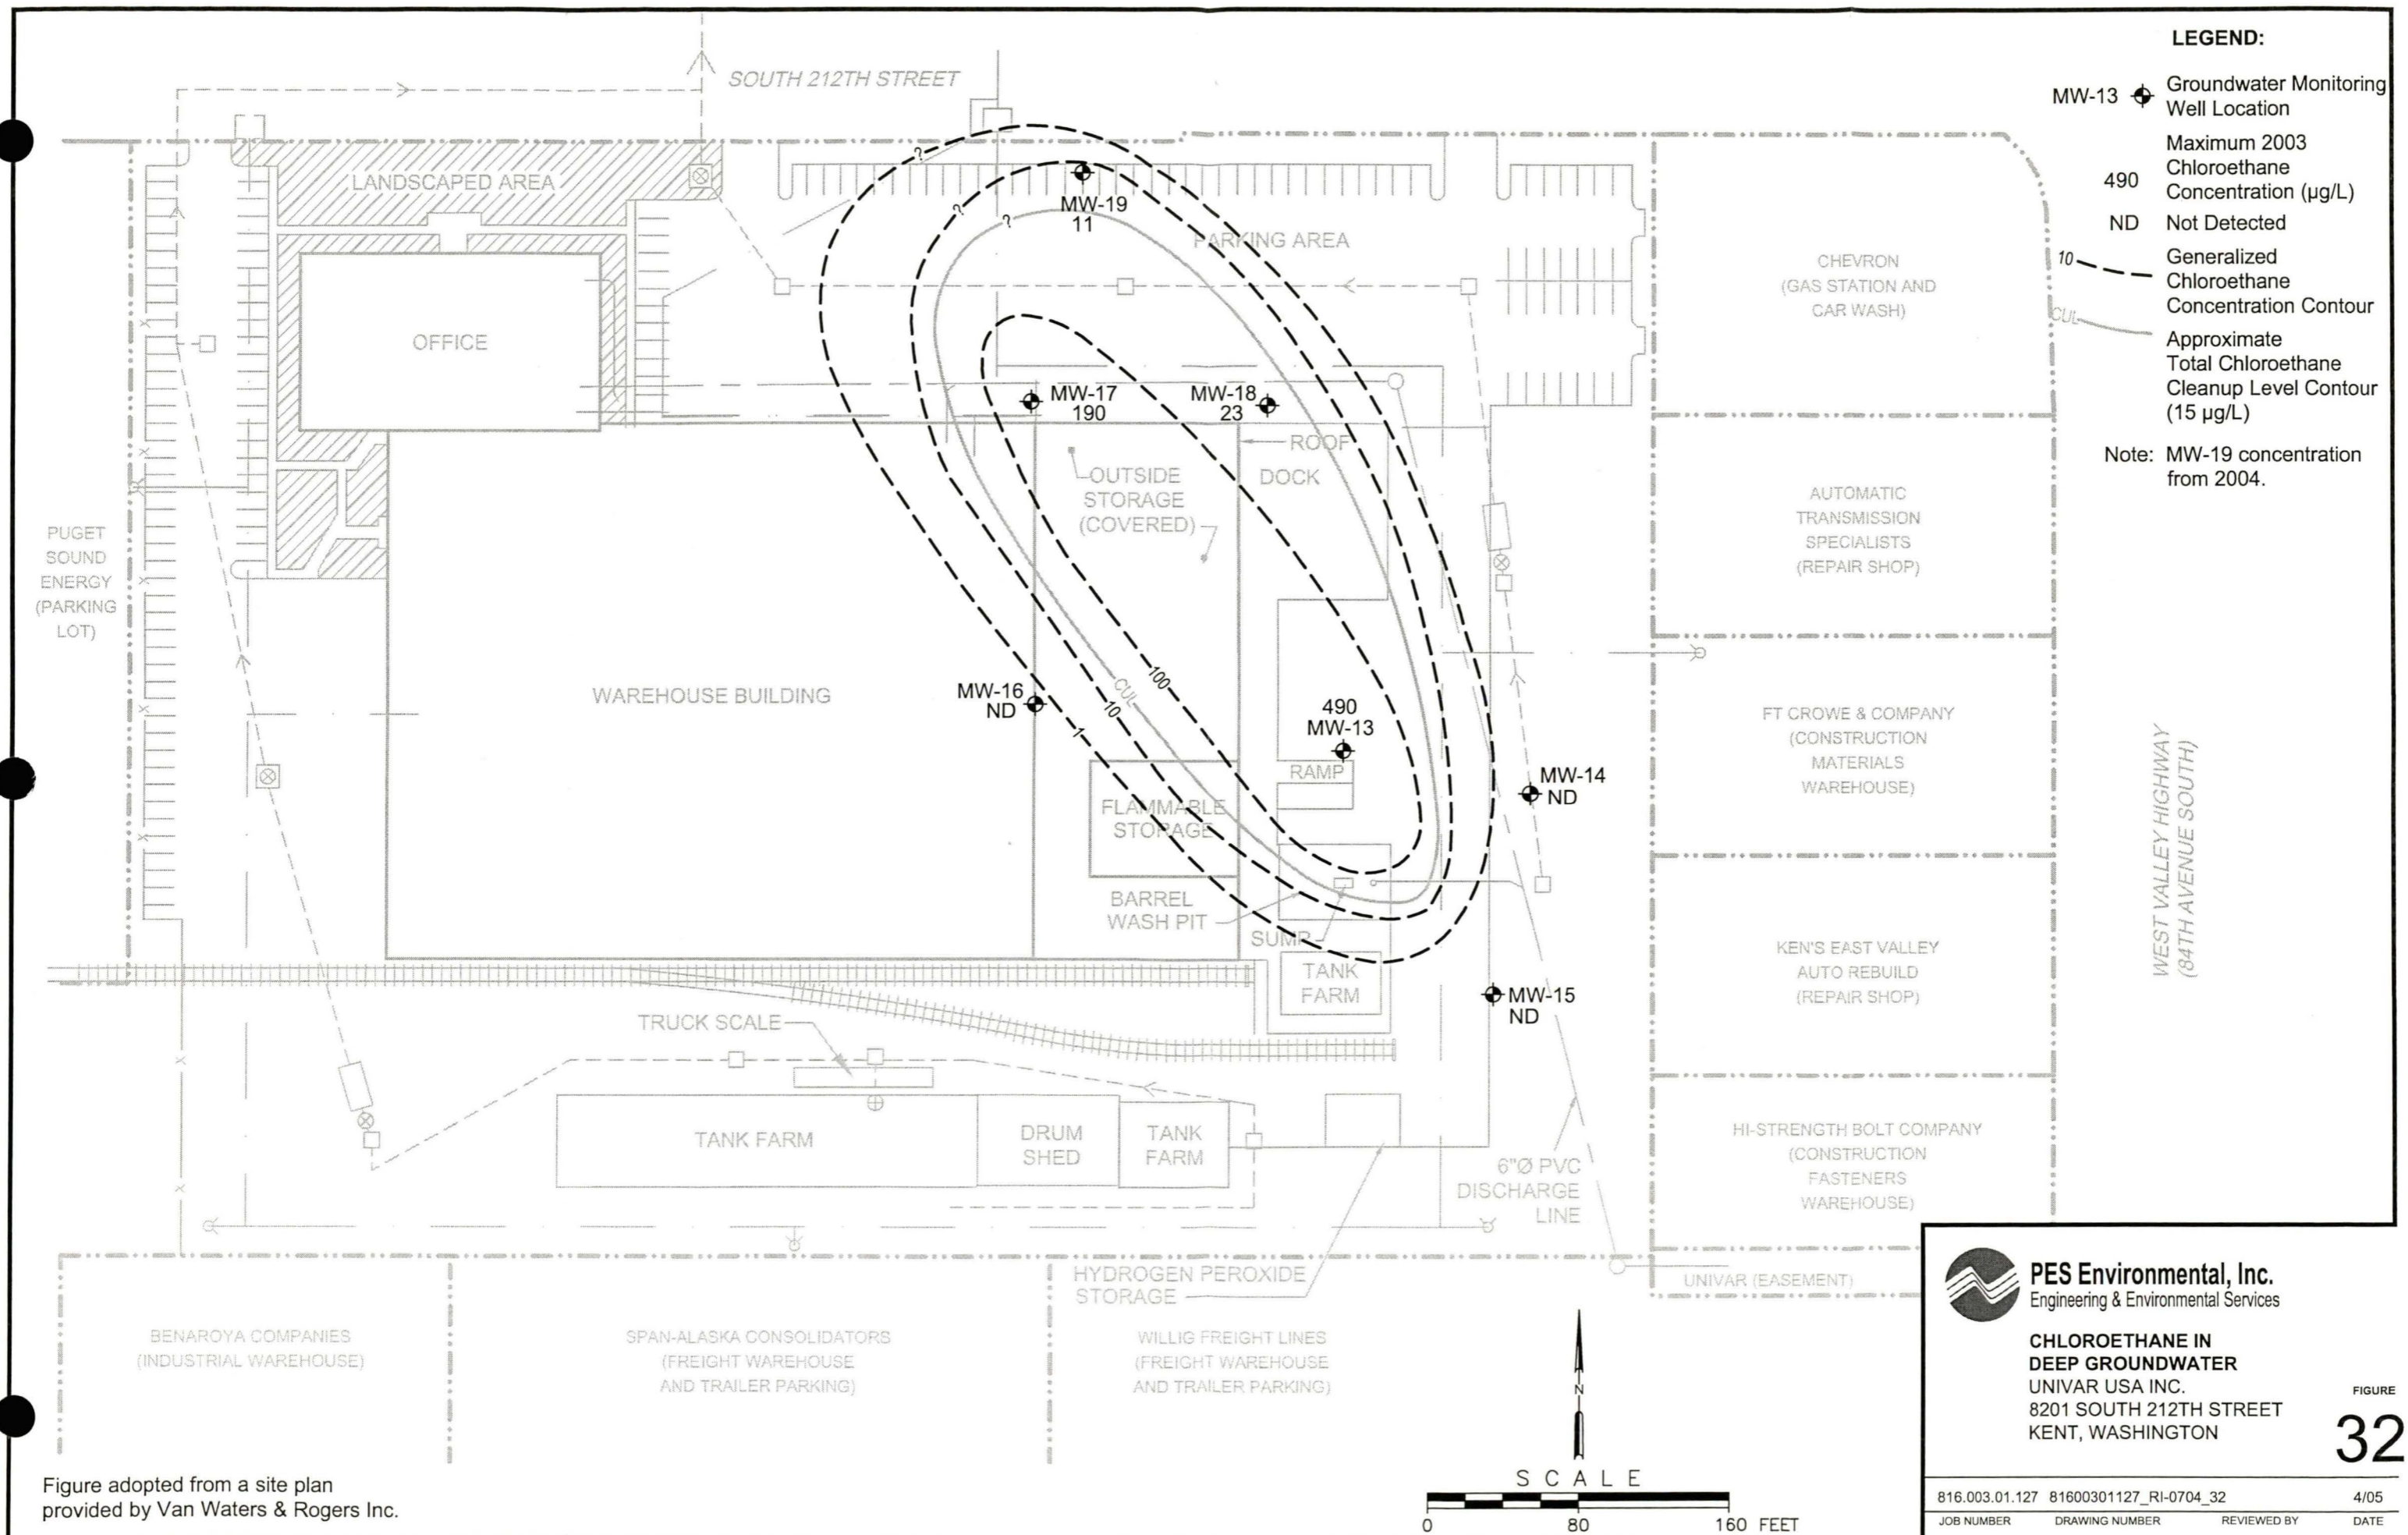 SOUTH 212TH STREET
LANDSCAPED AREA
OFFICE
PUGET
SOUND
ENERGY
(PARKING
LOT)
WAREHOUSE BUILDING
?
?
?
MW-19
11
PARKING AREA
MW-17
190
MW-18
23
ROOF
DOCK
OUTSIDE
STORAGE
(COVERED)
MW-16
ND
100
CUL
10
1
490
MW-13
RAMP
FLAMMABLE
STORAGE
MW-14
ND
BARREL
WASH PIT
SUMP
TANK
FARM
MW-15
ND
TRUCK SCALE
TANK FARM
DRUM
SHED
TANK
FARM
6"Ø PVC
DISCHARGE
LINE
HYDROGEN PEROXIDE
STORAGE
CHEVRON
(GAS STATION AND
CAR WASH)
AUTOMATIC
TRANSMISSION
SPECIALISTS
(REPAIR SHOP)
FT CROWE & COMPANY
(CONSTRUCTION
MATERIALS
WAREHOUSE)
KEN'S EAST VALLEY
AUTO REBUILD
(REPAIR SHOP)
HI-STRENGTH BOLT COMPANY
(CONSTRUCTION
FASTENERS
WAREHOUSE)
UNIVAR (EASEMENT)
WEST VALLEY HIGHWAY
(84TH AVENUE SOUTH)
BENAROYA COMPANIES
(INDUSTRIAL WAREHOUSE)
SPAN-ALASKA CONSOLIDATORS
(FREIGHT WAREHOUSE
AND TRAILER PARKING)
WILLIG FREIGHT LINES
(FREIGHT WAREHOUSE
AND TRAILER PARKING)
LEGEND:
MW-13 Groundwater Monitoring
Well Location
490 Maximum 2003
Chloroethane
Concentration (µg/L)
ND Not Detected
10 Generalized
Chloroethane
Concentration Contour
CUL Approximate
Total Chloroethane
Cleanup Level Contour
(15 µg/L)
Note: MW-19 concentration
from 2004.
N
SCALE
0 80 160 FEET
Figure adopted from a site plan
provided by Van Waters & Rogers Inc.
PES Environmental, Inc.
Engineering & Environmental Services
CHLOROETHANE IN
DEEP GROUNDWATER
UNIVAR USA INC.
8201 SOUTH 212TH STREET
KENT, WASHINGTON
FIGURE
32
816.003.01.127 81600301127_RI-0704_32 4/05
JOB NUMBER DRAWING NUMBER REVIEWED BY DATE